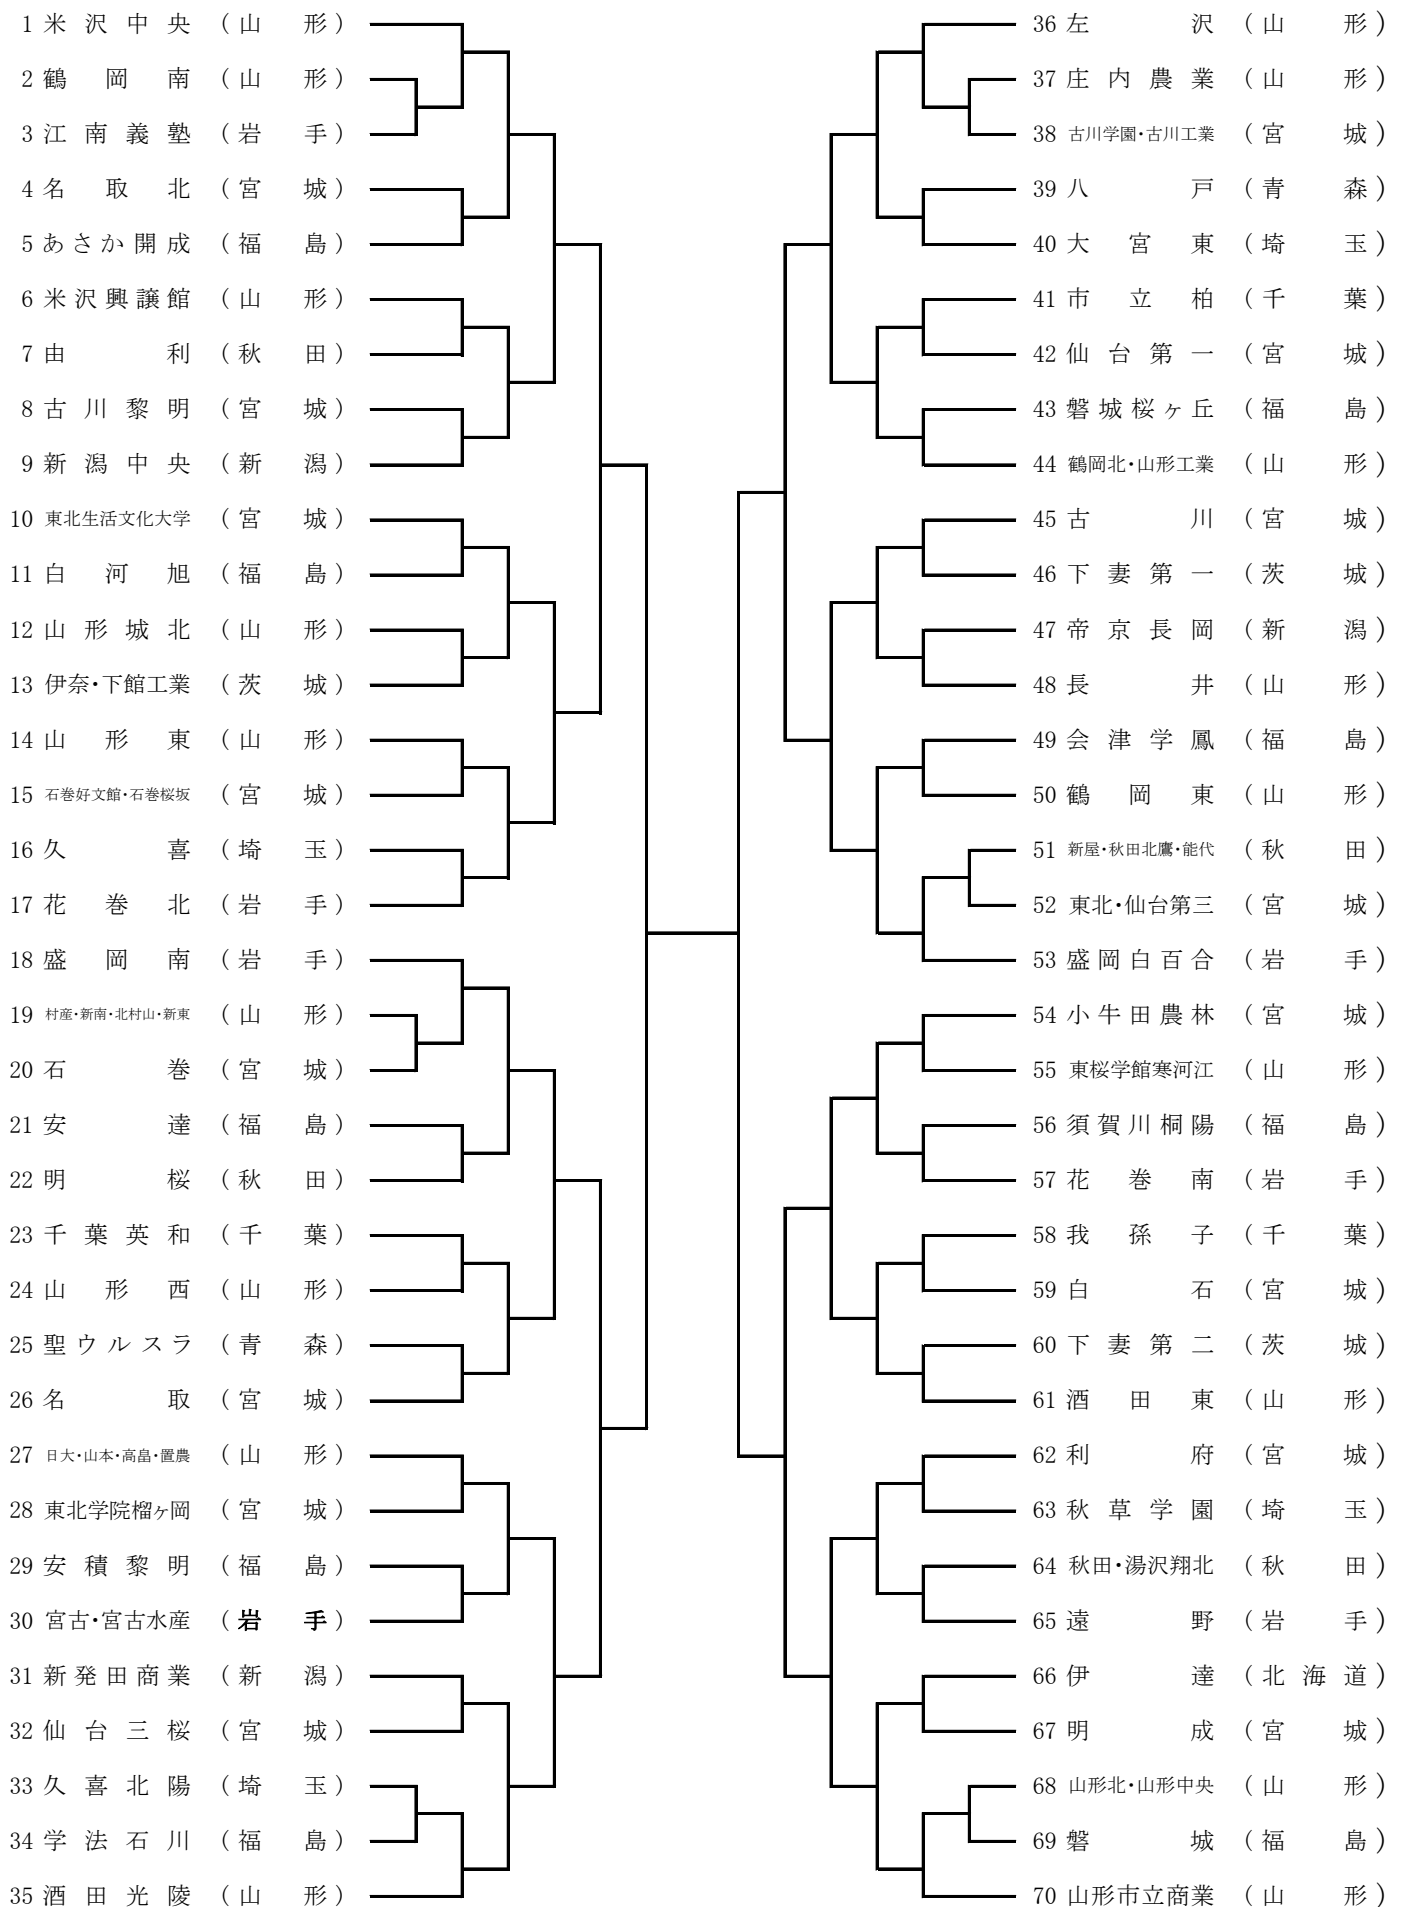 1 米沢中央 (山形)
2 鶴岡南 (山形)
3 江南義塾 (岩手)
4 名取北 (宮城)
5 あさか開成 (福島)
6 米沢興譲館 (山形)
7 由利 (秋田)
8 古川黎明 (宮城)
9 新潟中央 (新潟)
10 東北生活文化大学 (宮城)
11 白河旭 (福島)
12 山形城北 (山形)
13 伊奈・下館工業 (茨城)
14 山形東 (山形)
15 石巻好文館・石巻桜坂 (宮城)
16 久喜 (埼玉)
17 花巻北 (岩手)
18 盛岡南 (岩手)
19 村産・新南・北村山・新東 (山形)
20 石巻 (宮城)
21 安達 (福島)
22 明桜 (秋田)
23 千葉英和 (千葉)
24 山形西 (山形)
25 聖ウルスラ (青森)
26 名取 (宮城)
27 日大・山本・高畠・置農 (山形)
28 東北学院榴ヶ岡 (宮城)
29 安積黎明 (福島)
30 宮古・宮古水産 (岩手)
31 新発田商業 (新潟)
32 仙台三桜 (宮城)
33 久喜北陽 (埼玉)
34 学法石川 (福島)
35 酒田光陵 (山形)
36 左沢 (山形)
37 庄内農業 (山形)
38 古川学園・古川工業 (宮城)
39 八戸 (青森)
40 大宮東 (埼玉)
41 市立柏 (千葉)
42 仙台第一 (宮城)
43 磐城桜ヶ丘 (福島)
44 鶴岡北・山形工業 (山形)
45 古川 (宮城)
46 下妻第一 (茨城)
47 帝京長岡 (新潟)
48 長井 (山形)
49 会津学鳳 (福島)
50 鶴岡東 (山形)
51 新屋・秋田北鷹・能代 (秋田)
52 東北・仙台第三 (宮城)
53 盛岡白百合 (岩手)
54 小牛田農林 (宮城)
55 東桜学館寒河江 (山形)
56 須賀川桐陽 (福島)
57 花巻南 (岩手)
58 我孫子 (千葉)
59 白石 (宮城)
60 下妻第二 (茨城)
61 酒田東 (山形)
62 利府 (宮城)
63 秋草学園 (埼玉)
64 秋田・湯沢翔北 (秋田)
65 遠野 (岩手)
66 伊達 (北海道)
67 明成 (宮城)
68 山形北・山形中央 (山形)
69 磐城 (福島)
70 山形市立商業 (山形)